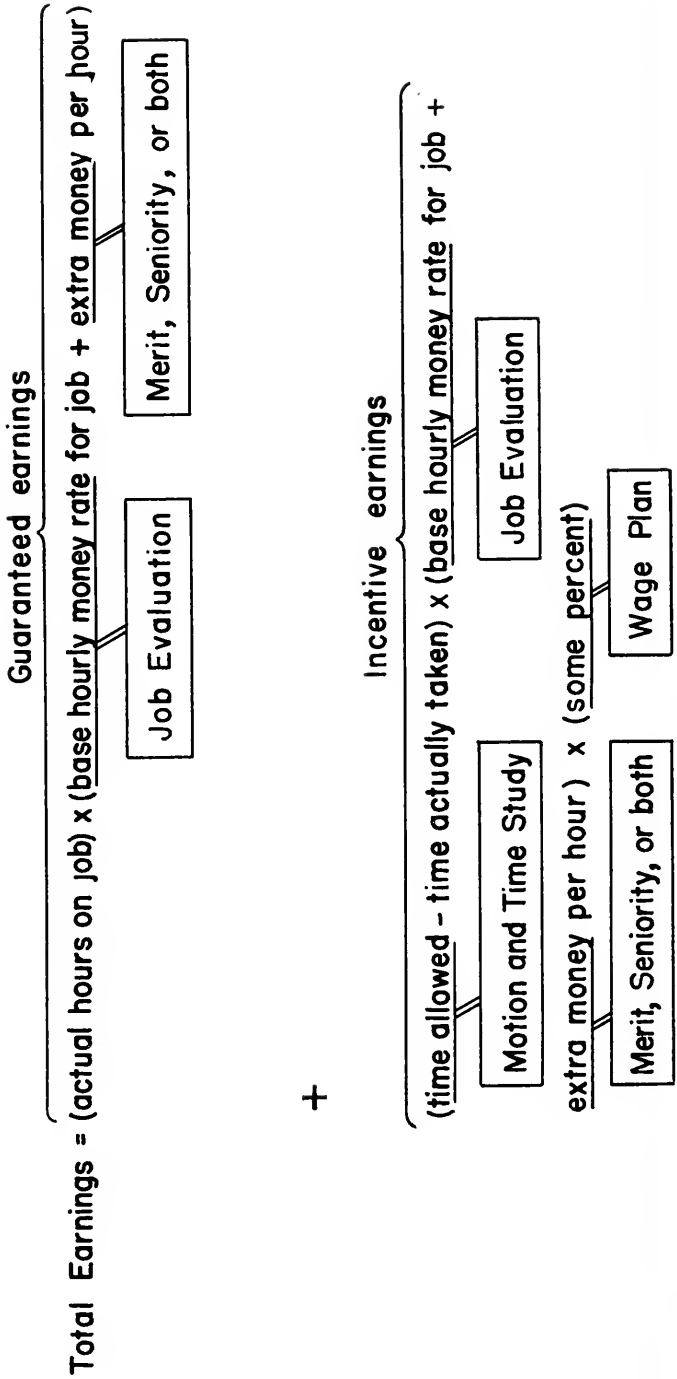 Guaranteed earnings
Total Earnings = (actual hours on job) x (base hourly money rate for job + extra money per hour)
Job Evaluation
Merit, Seniority, or both
+
Incentive earnings
(time allowed - time actually taken) x (base hourly money rate for job +
Motion and Time Study
Job Evaluation
extra money per hour) x (some percent)
Merit, Seniority, or both
Wage Plan